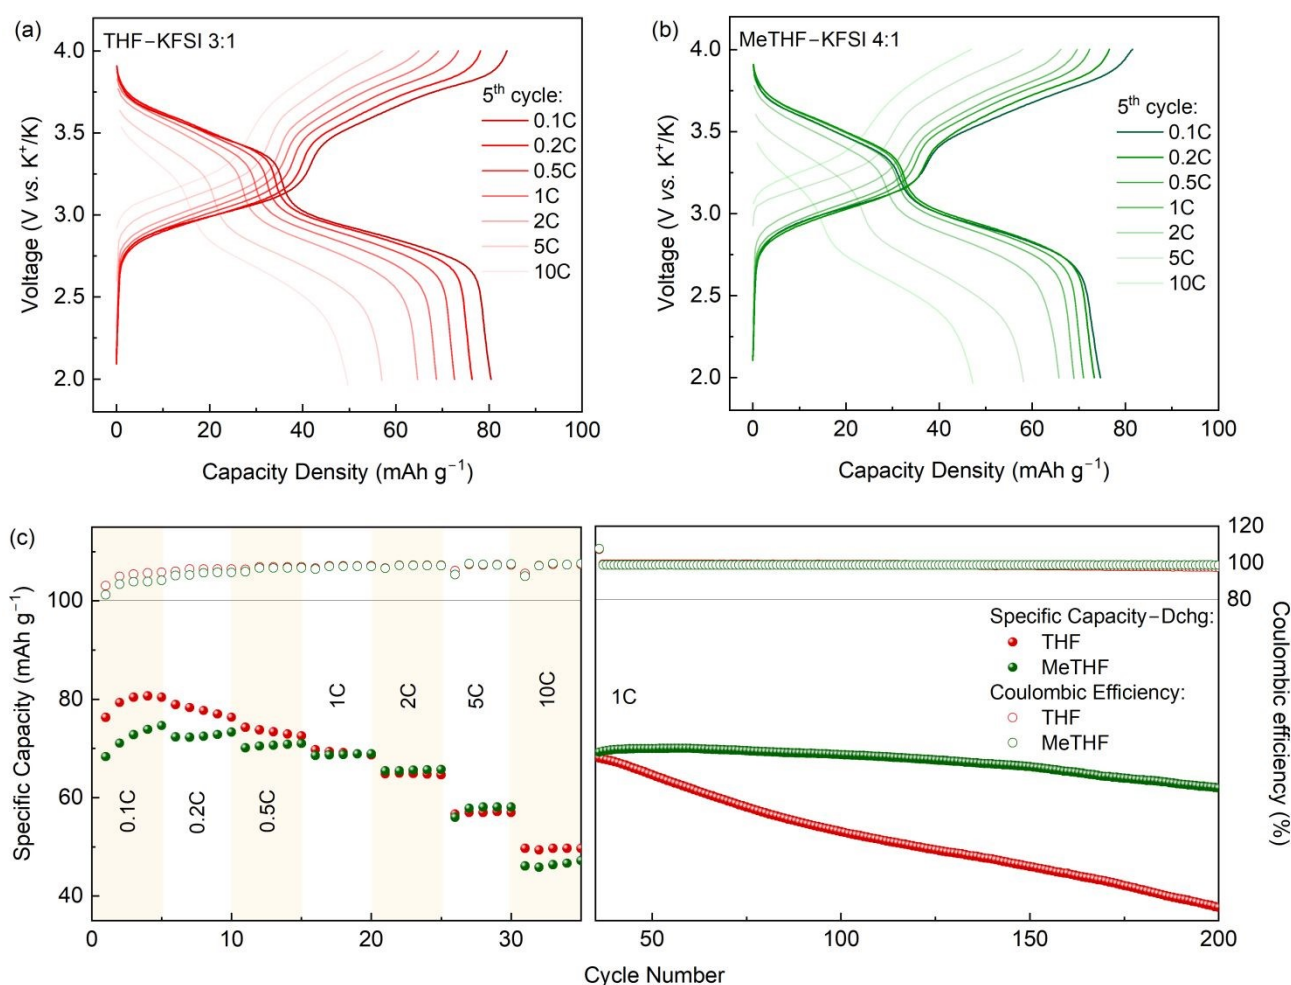 (a)
THF−KFSI 3:1
4.0
3.5
3.0
2.5
2.0
Voltage (V vs. K⁺/K)
5ᵗʰ cycle:
0.1C
0.2C
0.5C
1C
2C
5C
10C
0 20 40 60 80 100
Capacity Density (mAh g⁻¹)
(b)
MeTHF−KFSI 4:1
4.0
3.5
3.0
2.5
2.0
Voltage (V vs. K⁺/K)
5ᵗʰ cycle:
0.1C
0.2C
0.5C
1C
2C
5C
10C
0 20 40 60 80 100
Capacity Density (mAh g⁻¹)
(c)
100
80
60
40
Specific Capacity (mAh g⁻¹)
0.1C
0.2C
0.5C
1C
2C
5C
10C
1C
Specific Capacity−Dchg:
THF
MeTHF
Coulombic Efficiency:
THF
MeTHF
120
100
80
Coulombic efficiency (%)
0 10 20 30 50 100 150 200
Cycle Number